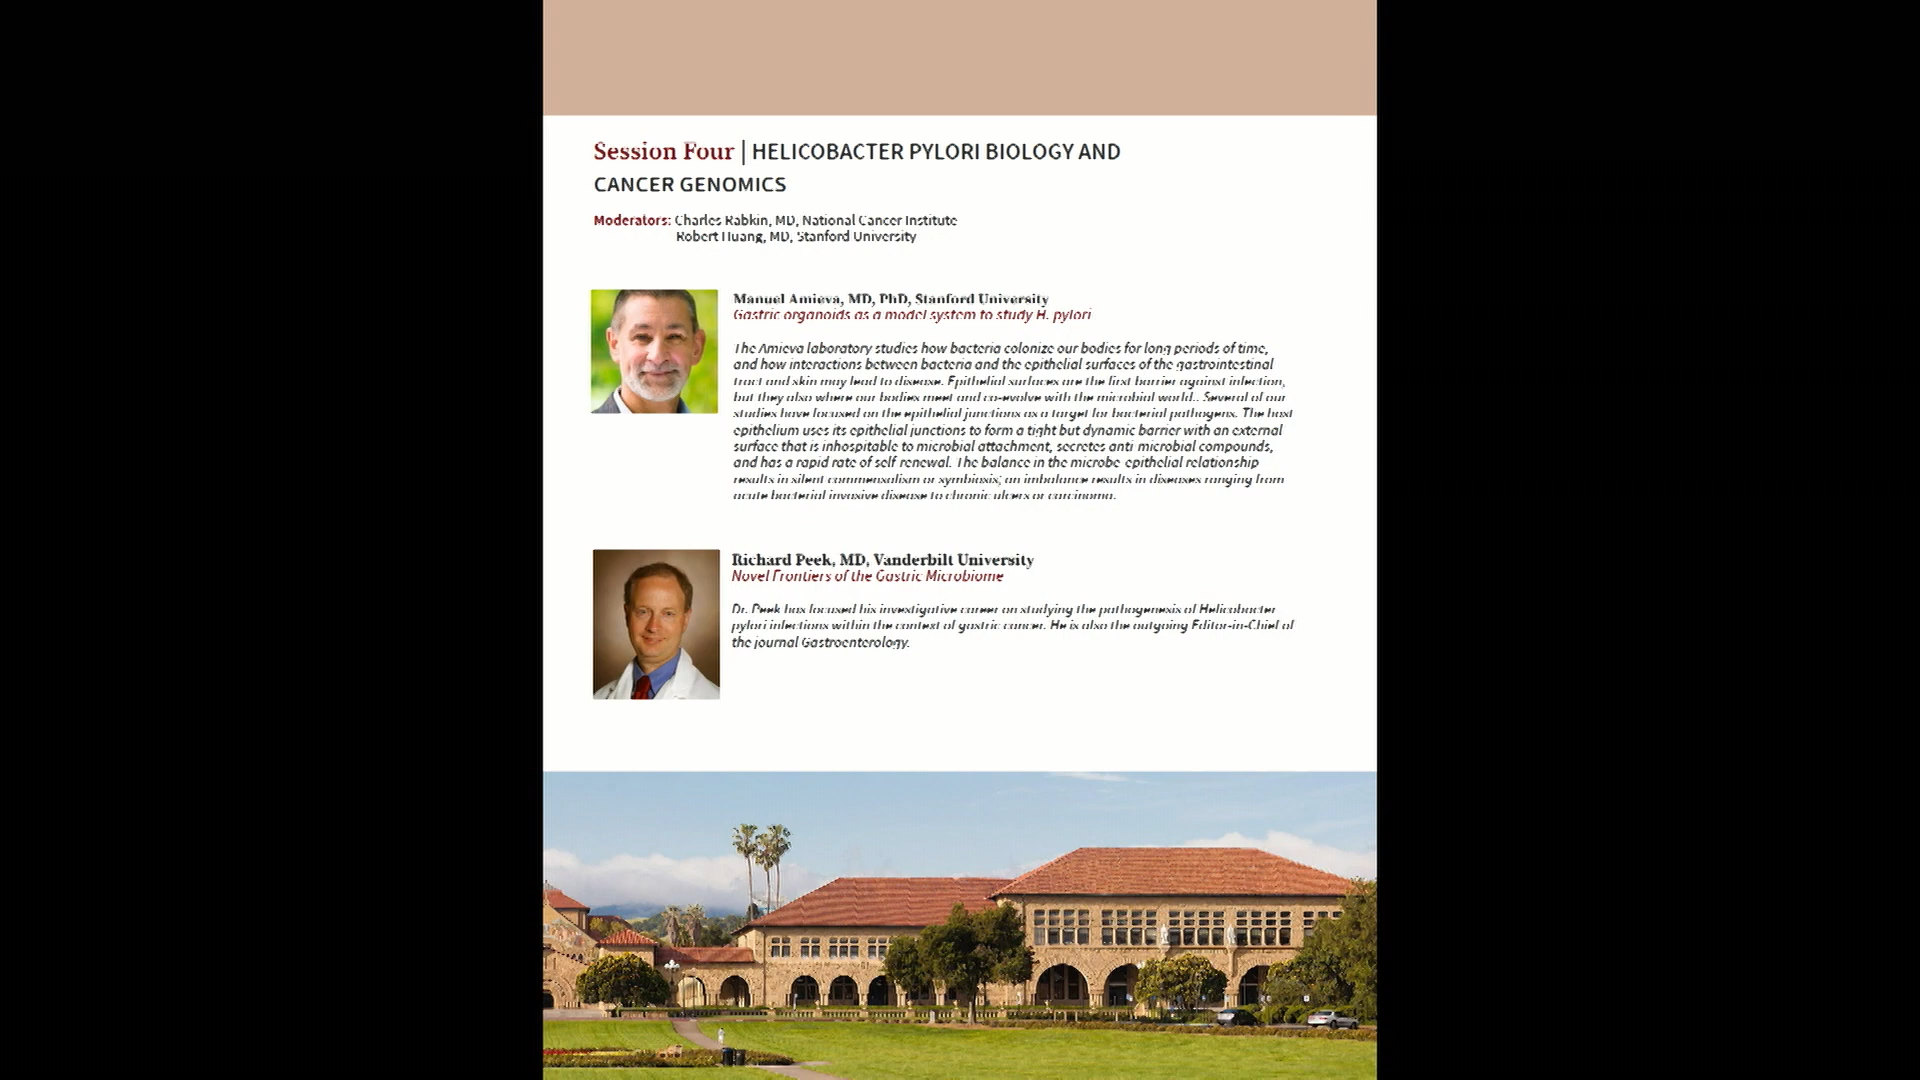 Session Four | HELICOBACTER PYLORI BIOLOGY AND
CANCER GENOMICS
Moderators: Charles Rabkin, MD, National Cancer Institute
Robert Huang, MD, Stanford University
Manuel Amieva, MD, PhD, Stanford University
Gastric organoids as a model system to study H. pylori
The Amieva laboratory studies how bacteria colonize our bodies for long periods of time,
and how interactions between bacteria and the epithelial surfaces of the gastrointestinal
tract and skin may lead to disease. Epithelial surfaces are the first barrier against infection,
but they also where our bodies meet and co-evolve with the microbial world.. Several of our
studies have focused on the epithelial junctions as a target for bacterial pathogens. The host
epithelium uses its epithelial junctions to form a tight but dynamic barrier with an external
surface that is inhospitable to microbial attachment, secretes anti-microbial compounds,
and has a rapid rate of self-renewal. The balance in the microbe-epithelial relationship
results in silent commensalism or symbiosis; an imbalance results in diseases ranging from
acute bacterial invasive disease to chronic ulcers or carcinoma.
Richard Peek, MD, Vanderbilt University
Novel Frontiers of the Gastric Microbiome
Dr. Peek has focused his investigative career on studying the pathogenesis of Helicobacter
pylori infections within the context of gastric cancer. He is also the outgoing Editor-in-Chief of
the journal Gastroenterology.